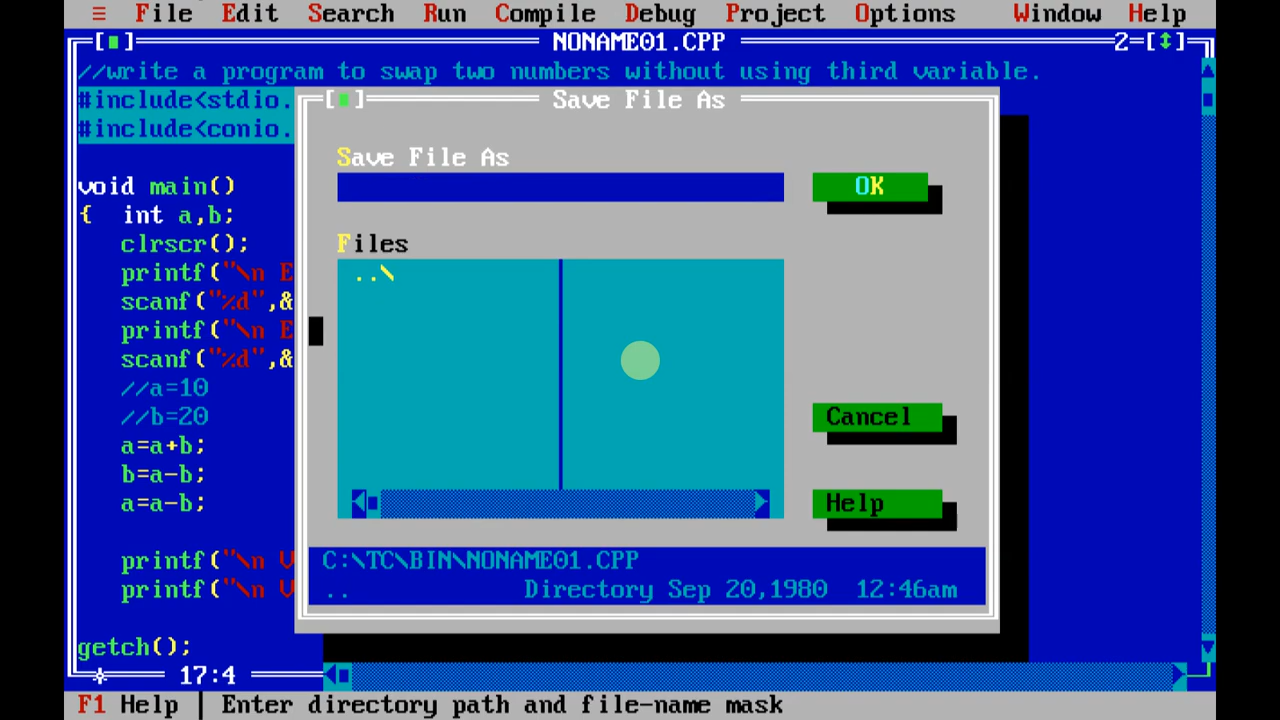 ≡ File Edit Search Run Compile Debug Project Options Window Help
[■] NONAME01.CPP 2=[↕]
//write a program to swap two numbers without using third variable.
#include<stdio.
#include<conio.
void main()
{ int a,b;
clrscr();
printf("\n E
scanf("%d",&
printf("\n E
scanf("%d",&
//a=10
//b=20
a=a+b;
b=a-b;
a=a-b;
printf("\n V
printf("\n V
getch();
17:4
[■] Save File As
Save File As
OK
Files
..\
Cancel
Help
C:\TC\BIN\NONAME01.CPP
.. Directory Sep 20,1980 12:46am
F1 Help │ Enter directory path and file-name mask